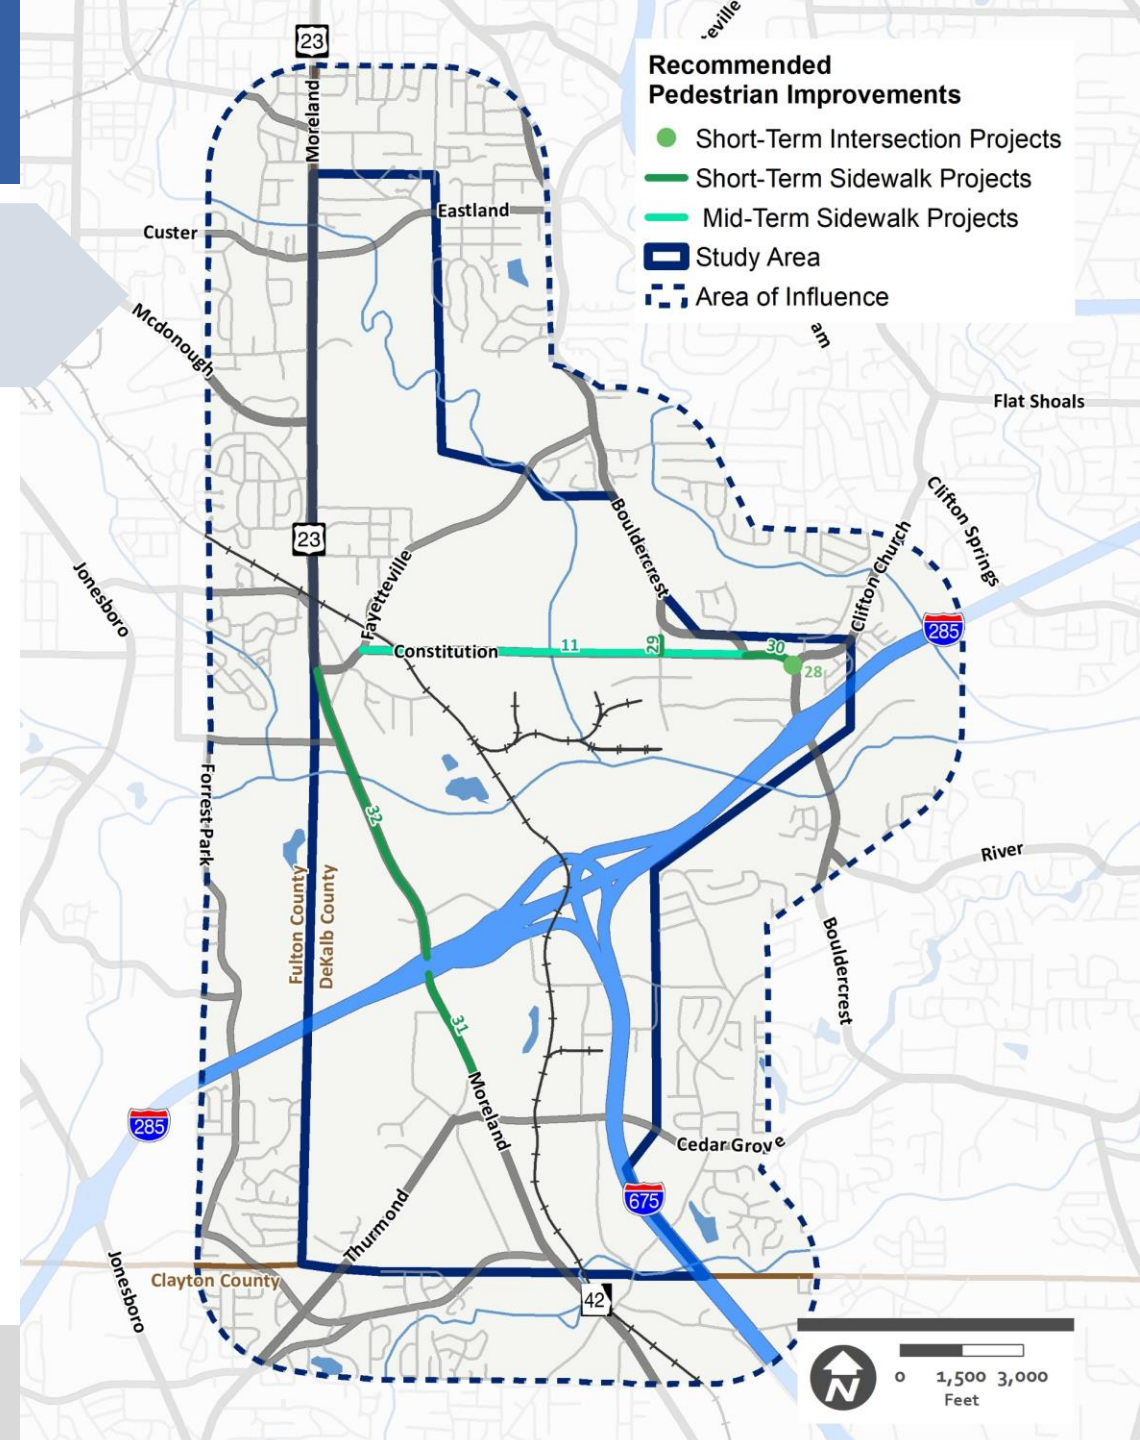 eville
23
Recommended
Pedestrian Improvements
Short-Term Intersection Projects
Short-Term Sidewalk Projects
Mid-Term Sidewalk Projects
Study Area
Area of Influence
Moreland
Eastland
Custer
Mcdonough
am
Flat Shoals
Clifton Springs
Bouldercrest
23
Clifton Church
Jonesboro
Fayetteville
285
Constitution
11
29
30
28
Forrest Park
32
River
Fulton County
DeKalb County
Bouldercrest
31
Moreland
285
Cedar Grove
675
Thurmond
Jonesboro
Clayton County
42
N
0 1,500 3,000
Feet